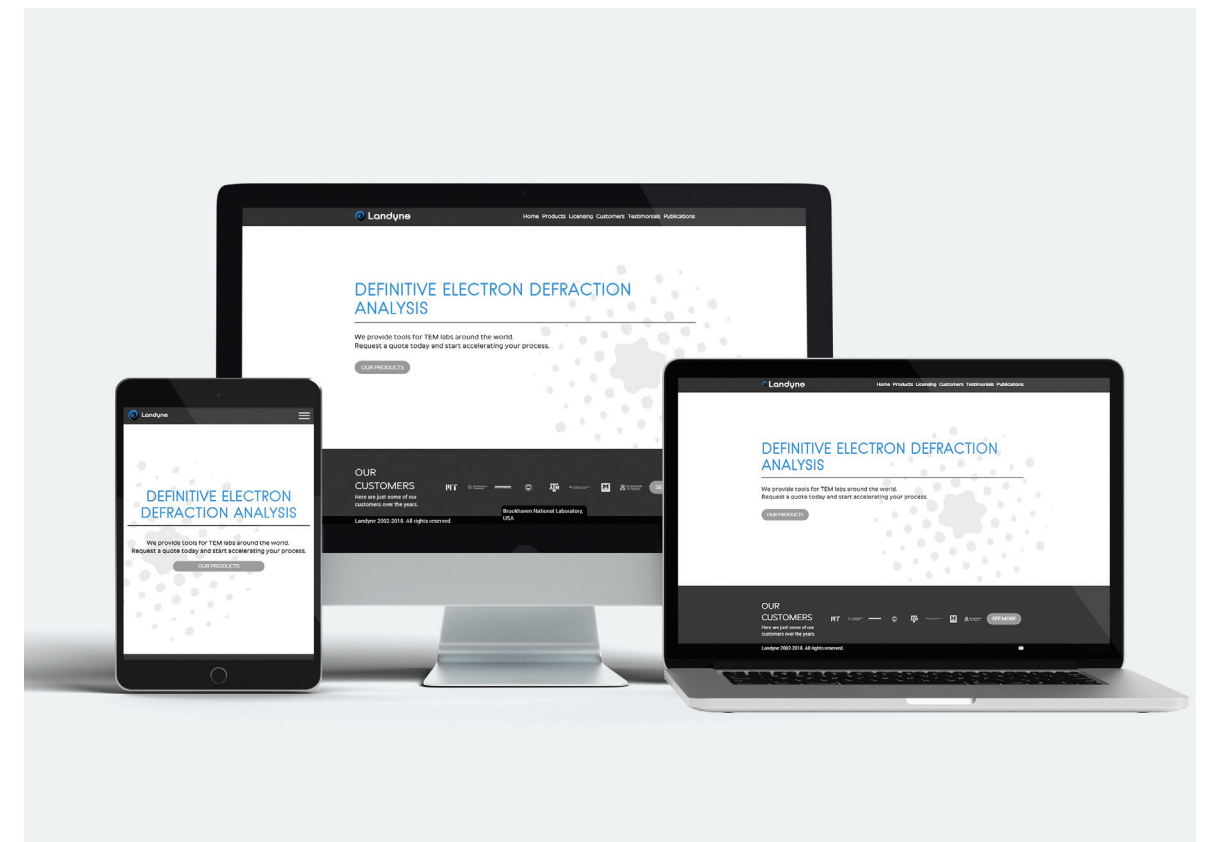 Landyne
Home Products Licensing Customers Testimonials Publications
DEFINITIVE ELECTRON DEFRACTION
ANALYSIS
We provide tools for TEM labs around the world.
Request a quote today and start accelerating your process.
OUR PRODUCTS
OUR
CUSTOMERS
Here are just some of our
customers over the years.
MIT
ATM
SE
Brookhaven National Laboratory,
USA
Landyne 2002-2018. All rights reserved.
Landyne
DEFINITIVE ELECTRON
DEFRACTION ANALYSIS
We provide tools for TEM labs around the world.
Request a quote today and start accelerating your process.
OUR PRODUCTS
Landyne
Home Products Licensing Customers Testimonials Publications
DEFINITIVE ELECTRON DEFRACTION
ANALYSIS
We provide tools for TEM labs around the world.
Request a quote today and start accelerating your process.
OUR PRODUCTS
OUR
CUSTOMERS
Here are just some of our
customers over the years.
MIT
ATM
SEE MORE
Landyne 2002-2018. All rights reserved.